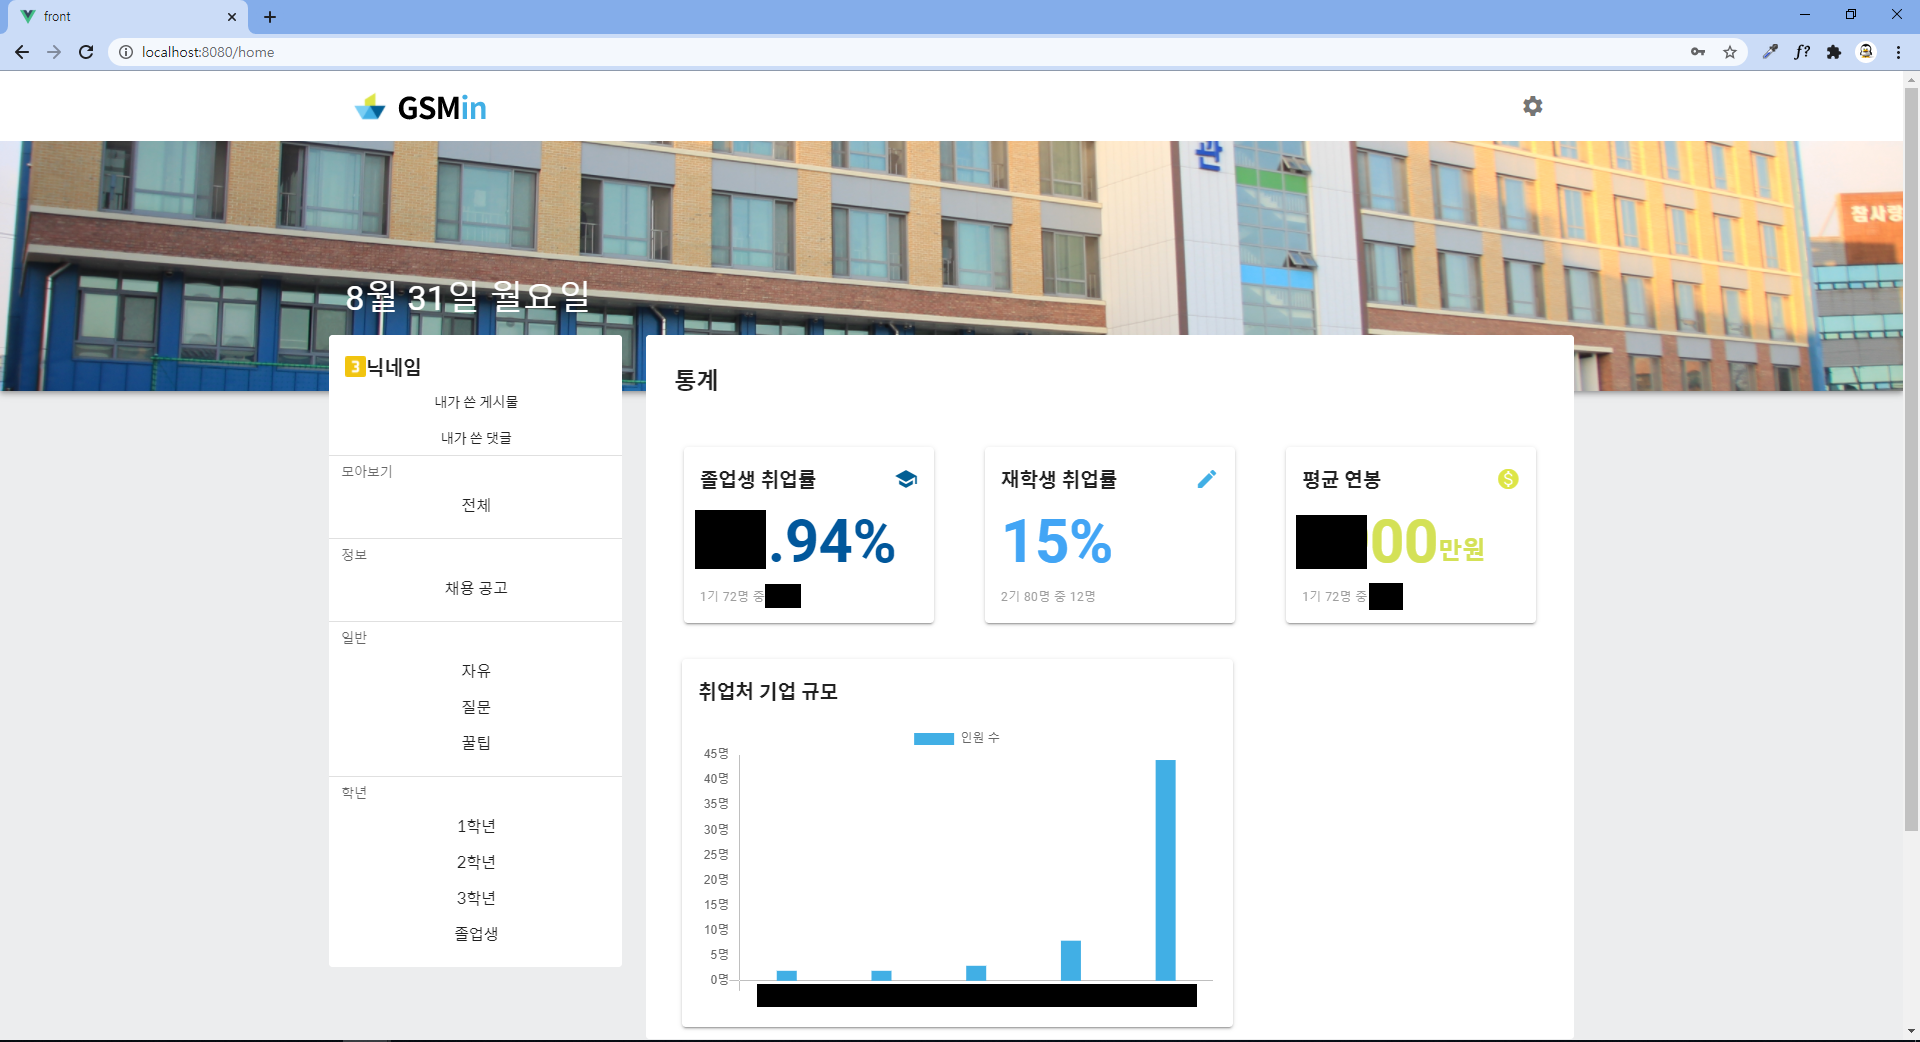 front
localhost:8080/home
f?
GSMin
관
참사랑
8월 31일 월요일
3닉네임
내가 쓴 게시물
내가 쓴 댓글
모아보기
전체
정보
채용 공고
일반
자유
질문
꿀팁
학년
1학년
2학년
3학년
졸업생
통계
졸업생 취업률
.94%
1기 72명 중
재학생 취업률
15%
2기 80명 중 12명
평균 연봉
00만원
1기 72명 중
취업처 기업 규모
인원 수
45명
40명
35명
30명
25명
20명
15명
10명
5명
0명